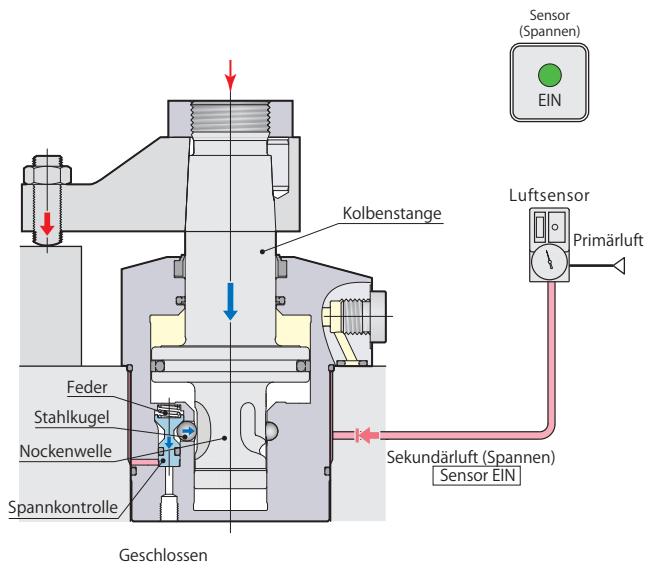 Sensor
(Spannen)
EIN
Luftsensor
Kolbenstange
Primärluft
Feder
Stahlkugel
Nockenwelle
Sekundärluft (Spannen)
Sensor EIN
Spannkontrolle
Geschlossen